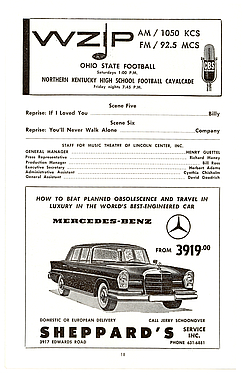 WZIP
AM / 1050 KCS
FM / 92.5 MCS
CBS
OHIO STATE FOOTBALL
Saturdays 1:00 P.M.
NORTHERN KENTUCKY HIGH SCHOOL FOOTBALL CAVALCADE
Friday nights 7:45 P.M.
Scene Five
Reprise: If I Loved You Billy
Scene Six
Reprise: You'll Never Walk Alone Company
STAFF FOR MUSIC THEATRE OF LINCOLN CENTER, INC.
GENERAL MANAGER HENRY GUETTEL
Press Representative Richard Maney
Production Manager Bill Ross
Executive Secretary Herbert Adams
Administrative Assistant Cynthia Chisholm
General Assistant David Goodrich
HOW TO BEAT PLANNED OBSOLESCENCE AND TRAVEL IN
LUXURY IN THE WORLD'S BEST-ENGINEERED CAR
MERCEDES-BENZ
FROM 3919.00
DOMESTIC OR EUROPEAN DELIVERY
CALL JERRY SCHOONOVER
SHEPPARD'S SERVICE INC.
3917 EDWARDS ROAD
PHONE 631-6881